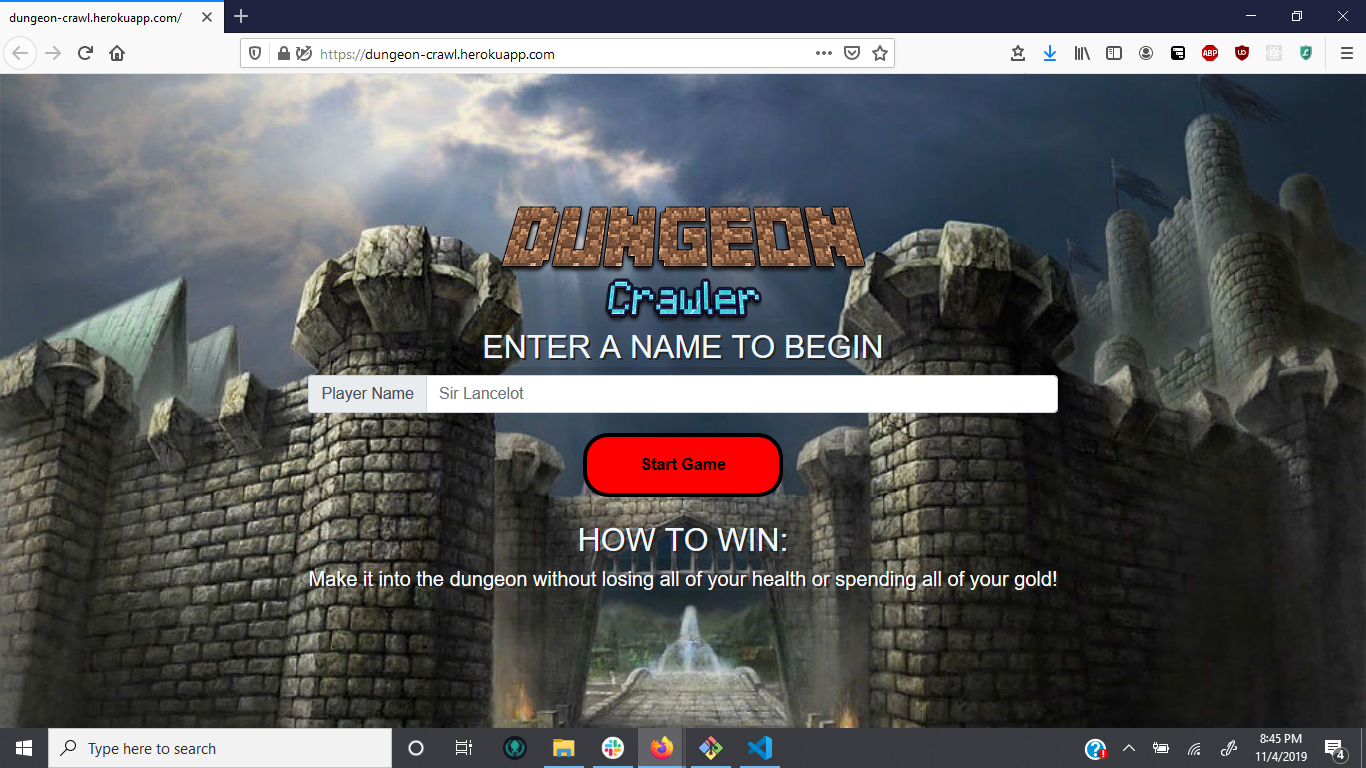 dungeon-crawl.herokuapp.com/
https://dungeon-crawl.herokuapp.com
ABP
DUNGEON
Crawler
ENTER A NAME TO BEGIN
Player Name Sir Lancelot
Start Game
HOW TO WIN:
Make it into the dungeon without losing all of your health or spending all of your gold!
Type here to search
8:45 PM
11/4/2019
4